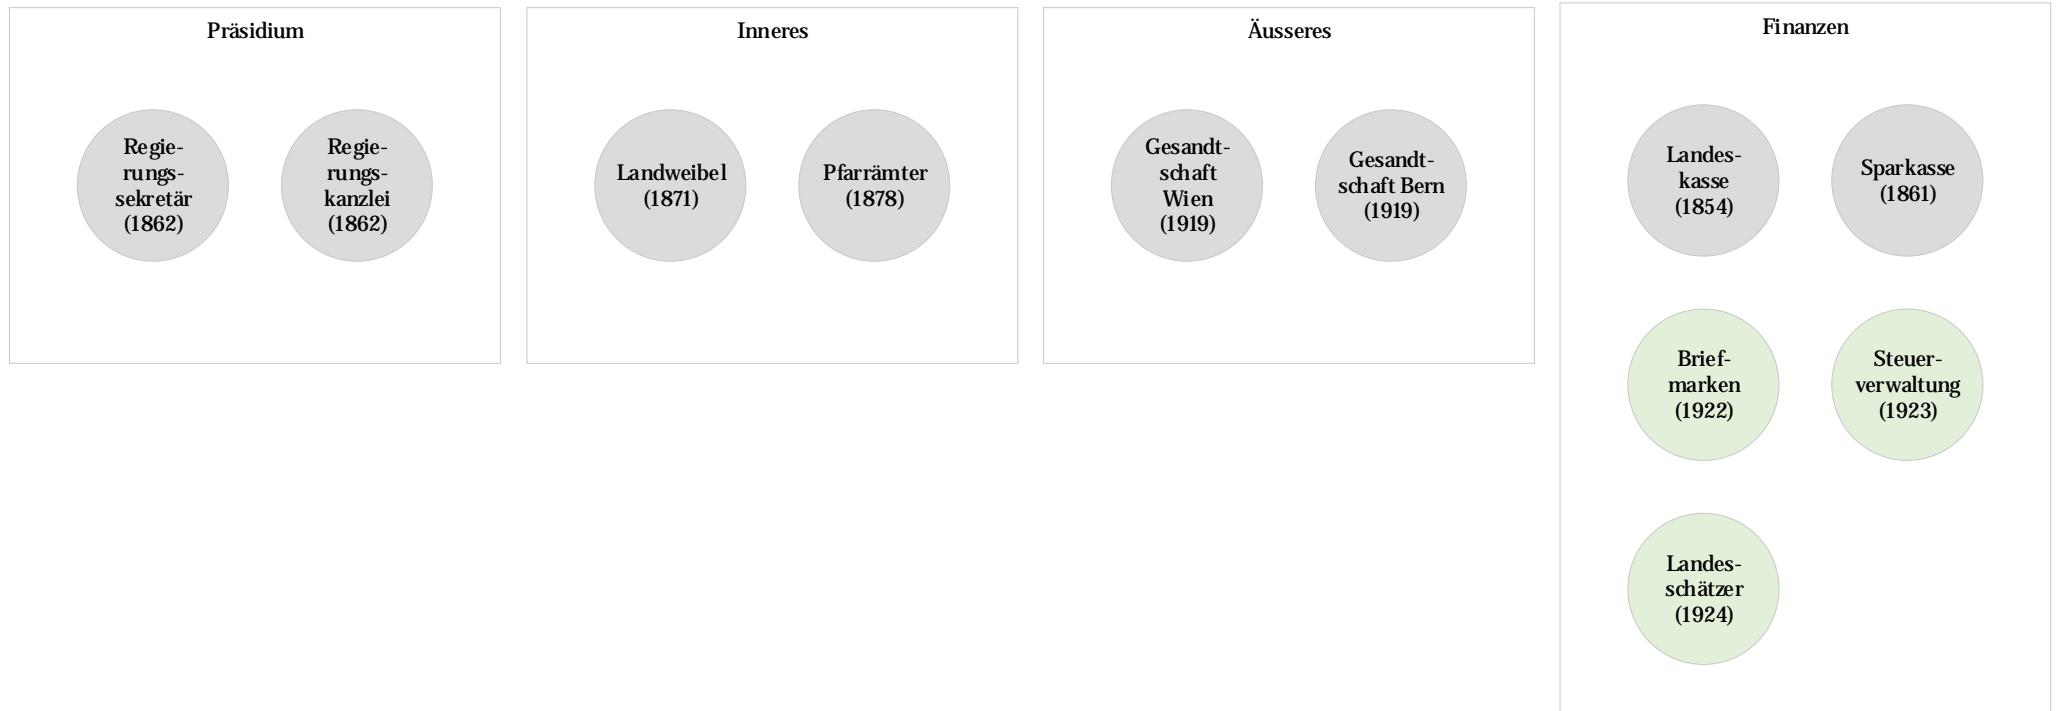 Präsidium
Regie-
rungs-
sekretär
(1862)
Regie-
rungs-
kanzlei
(1862)
Inneres
Landweibel
(1871)
Pfarrämter
(1878)
Äusseres
Gesandt-
schaft
Wien
(1919)
Gesandt-
schaft Bern
(1919)
Finanzen
Landes-
kasse
(1854)
Sparkasse
(1861)
Brief-
marken
(1922)
Steuer-
verwaltung
(1923)
Landes-
schätzer
(1924)